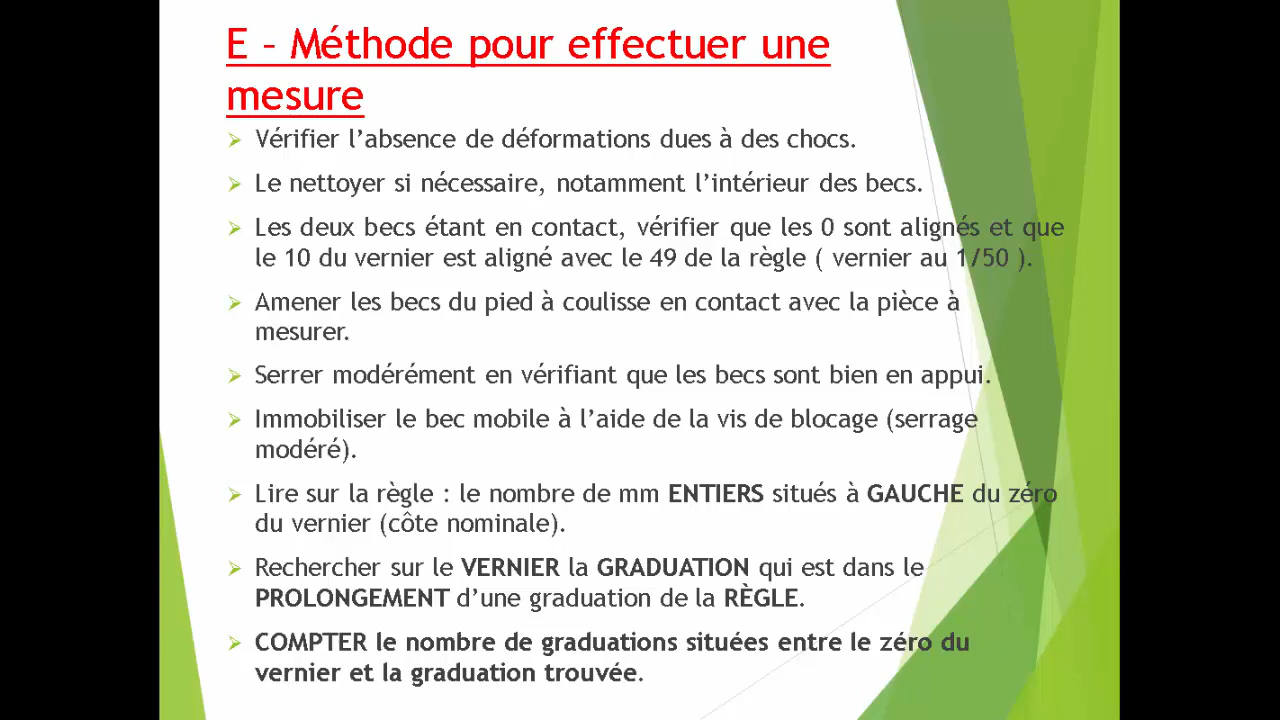 E – Méthode pour effectuer une
mesure
Vérifier l’absence de déformations dues à des chocs.
Le nettoyer si nécessaire, notamment l’intérieur des becs.
Les deux becs étant en contact, vérifier que les 0 sont alignés et que
le 10 du vernier est aligné avec le 49 de la règle ( vernier au 1/50 ).
Amener les becs du pied à coulisse en contact avec la pièce à
mesurer.
Serrer modérément en vérifiant que les becs sont bien en appui.
Immobiliser le bec mobile à l’aide de la vis de blocage (serrage
modéré).
Lire sur la règle : le nombre de mm ENTIERS situés à GAUCHE du zéro
du vernier (côte nominale).
Rechercher sur le VERNIER la GRADUATION qui est dans le
PROLONGEMENT d’une graduation de la RÈGLE.
COMPTER le nombre de graduations situées entre le zéro du
vernier et la graduation trouvée.